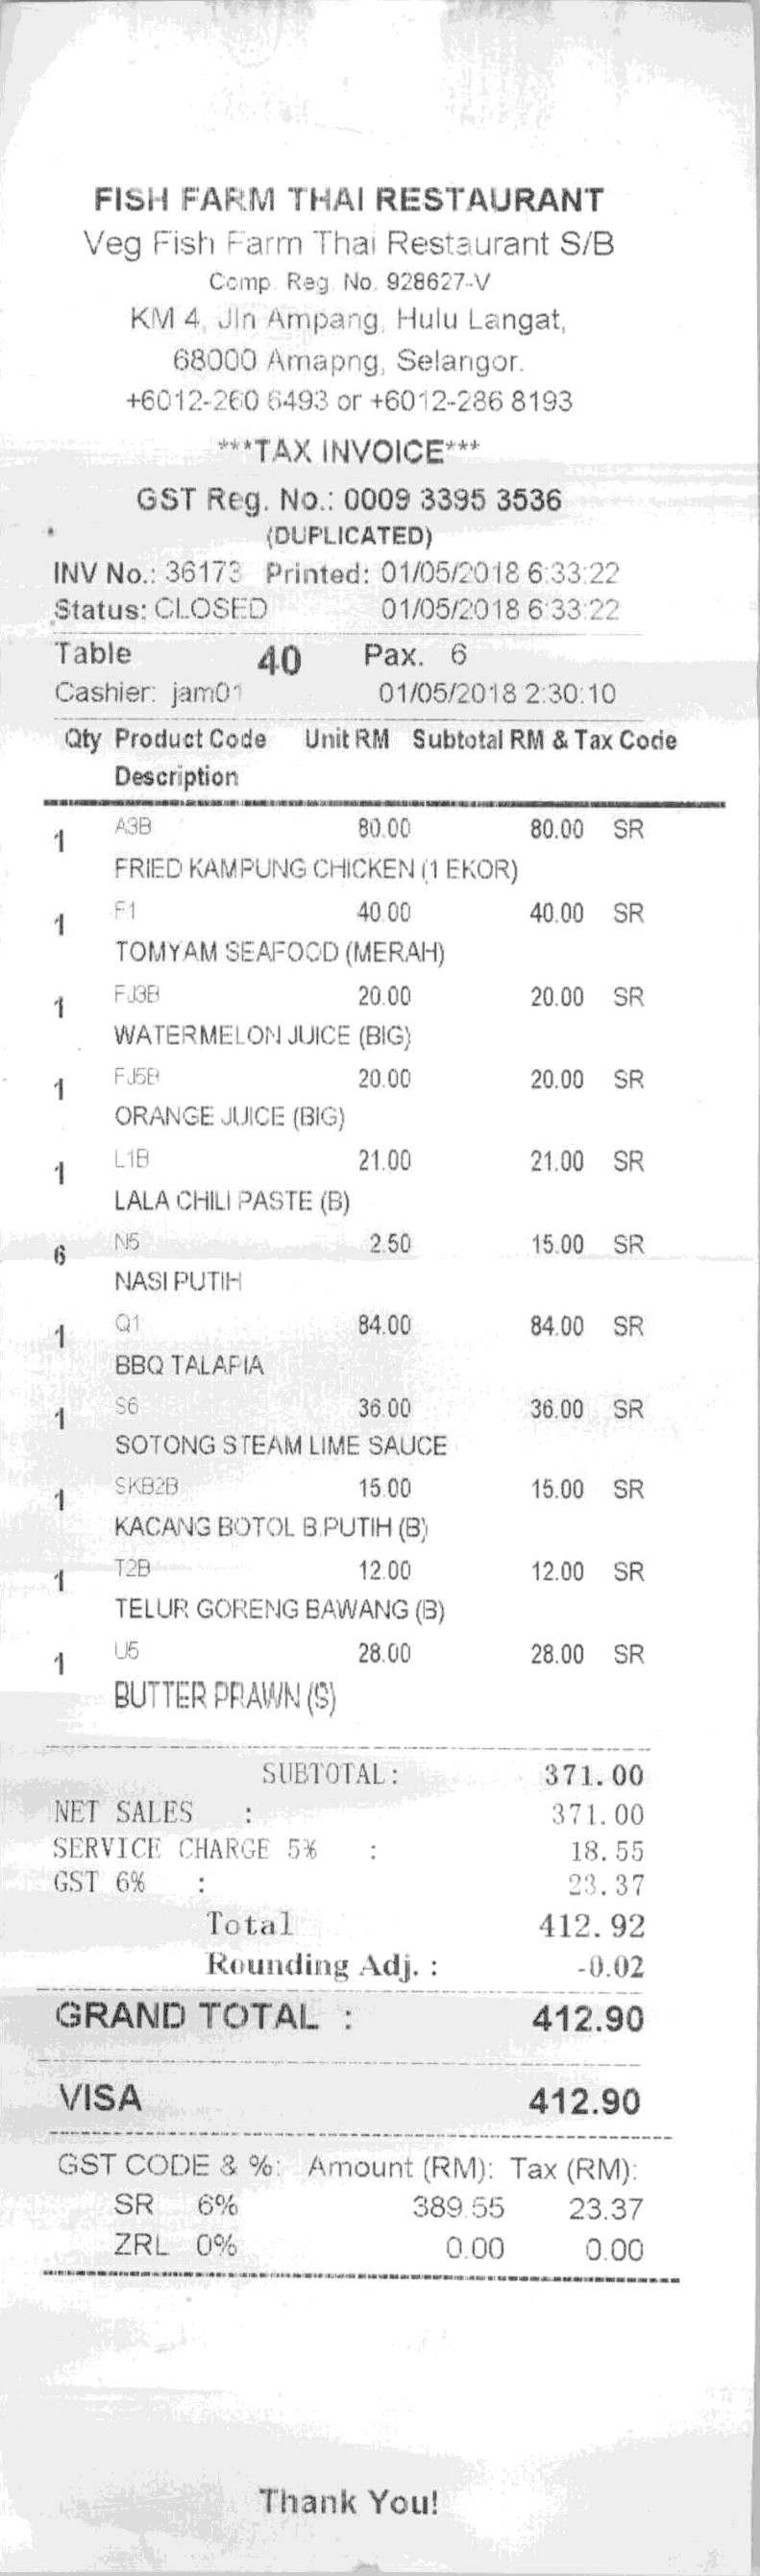 FISH FARM THAI RESTAURANT
Veg Fish Farm Thai Restaurant S/B
Comp. Reg. No. 928627-V
KM 4, Jln Ampang, Hulu Langat,
68000 Amapng, Selangor.
+6012-260 6493 or +6012-286 8193
***TAX INVOICE***
GST Reg. No.: 0009 3395 3536
(DUPLICATED)
INV No.: 36173 Printed: 01/05/2018 6:33:22
Status: CLOSED 01/05/2018 6:33:22
Table 40 Pax. 6
Cashier: jam01 01/05/2018 2:30:10
Qty Product Code Unit RM Subtotal RM & Tax Code
Description
1 A3B 80.00 80.00 SR
FRIED KAMPUNG CHICKEN (1 EKOR)
1 F1 40.00 40.00 SR
TOMYAM SEAFOOD (MERAH)
1 FJ3B 20.00 20.00 SR
WATERMELON JUICE (BIG)
1 FJ5B 20.00 20.00 SR
ORANGE JUICE (BIG)
1 L1B 21.00 21.00 SR
LALA CHILI PASTE (B)
6 N5 2.50 15.00 SR
NASI PUTIH
1 Q1 84.00 84.00 SR
BBQ TALAPIA
1 S6 36.00 36.00 SR
SOTONG STEAM LIME SAUCE
1 SKB2B 15.00 15.00 SR
KACANG BOTOL B.PUTIH (B)
1 T2B 12.00 12.00 SR
TELUR GORENG BAWANG (B)
1 U5 28.00 28.00 SR
BUTTER PRAWN (S)
SUBTOTAL: 371.00
NET SALES : 371.00
SERVICE CHARGE 5% : 18.55
GST 6% : 23.37
Total 412.92
Rounding Adj. : -0.02
GRAND TOTAL : 412.90
VISA 412.90
GST CODE & %: Amount (RM): Tax (RM):
SR 6% 389.55 23.37
ZRL 0% 0.00 0.00
Thank You!